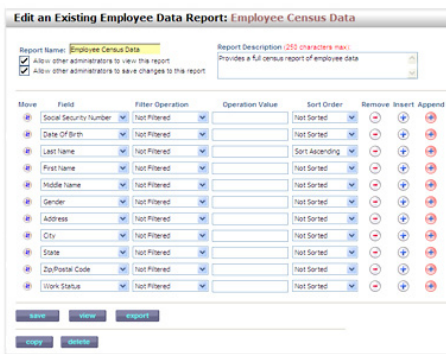 Edit an Existing Employee Data Report: Employee Census Data
Report Name: Employee Census Data
Report Description (250 characters max)
Allow other administrators to view this report
Provides a full census report of employee data
Allow other administrators to save changes to this report
Move Field Filter Operation Operation Value Sort Order Remove Insert Append
Social Security Number Not Filtered Not Sorted
Date Of Birth Not Filtered Not Sorted
Last Name Not Filtered Sort Ascending
First Name Not Filtered Not Sorted
Middle Name Not Filtered Not Sorted
Gender Not Filtered Not Sorted
Address Not Filtered Not Sorted
City Not Filtered Not Sorted
State Not Filtered Not Sorted
Zip/Postal Code Not Filtered Not Sorted
Work Status Not Filtered Not Sorted
save view export
copy delete